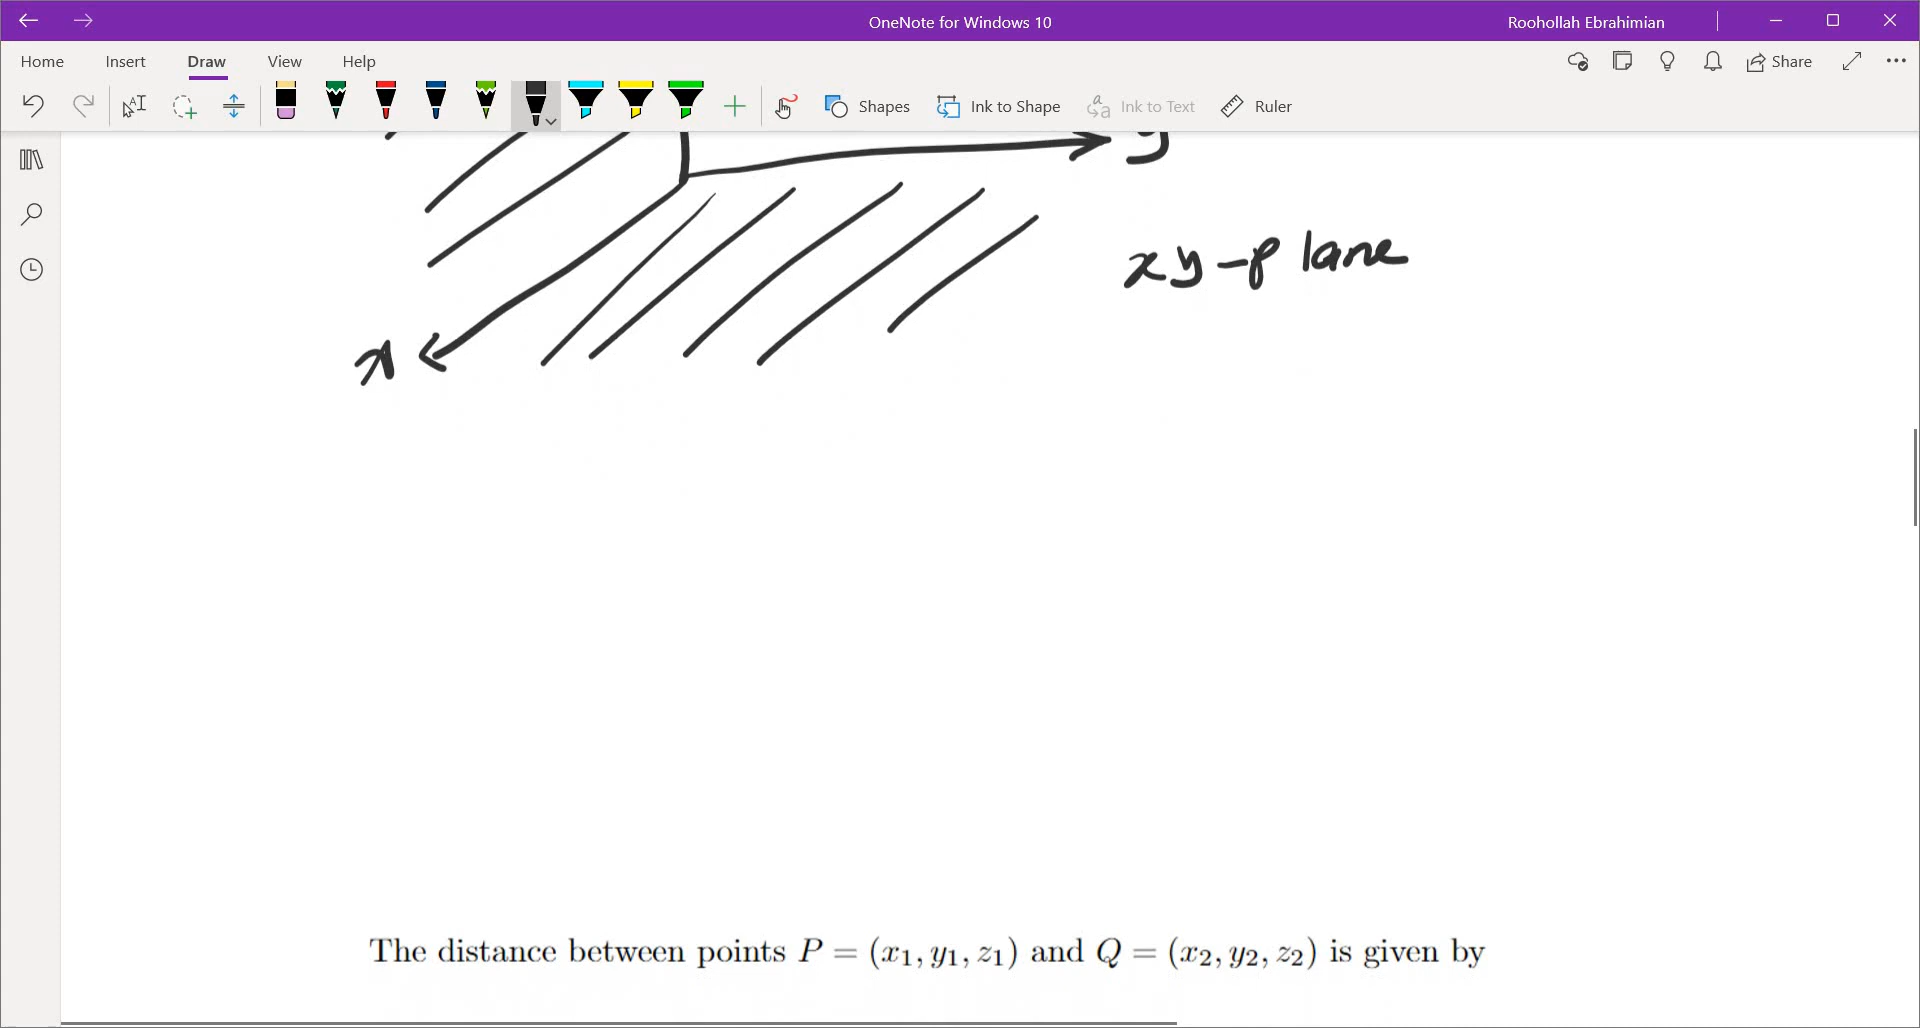 OneNote for Windows 10
Roohollah Ebrahimian
Home Insert Draw View Help
Share
Shapes Ink to Shape Ink to Text Ruler
y
xy-plane
x
The distance between points P = (x₁, y₁, z₁) and Q = (x₂, y₂, z₂) is given by